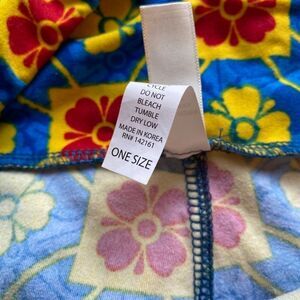 CYCLE
DO NOT
BLEACH
TUMBLE
DRY LOW
MADE IN KOREA
RN# 142161
ONE SIZE